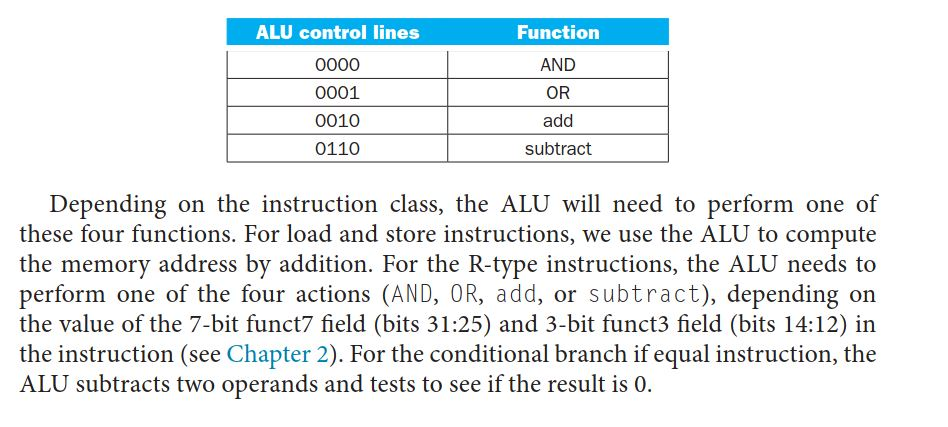 ALU control lines Function
0000 AND
0001 OR
0010 add
0110 subtract
Depending on the instruction class, the ALU will need to perform one of
these four functions. For load and store instructions, we use the ALU to compute
the memory address by addition. For the R-type instructions, the ALU needs to
perform one of the four actions (AND, OR, add, or subtract), depending on
the value of the 7-bit funct7 field (bits 31:25) and 3-bit funct3 field (bits 14:12) in
the instruction (see Chapter 2). For the conditional branch if equal instruction, the
ALU subtracts two operands and tests to see if the result is 0.